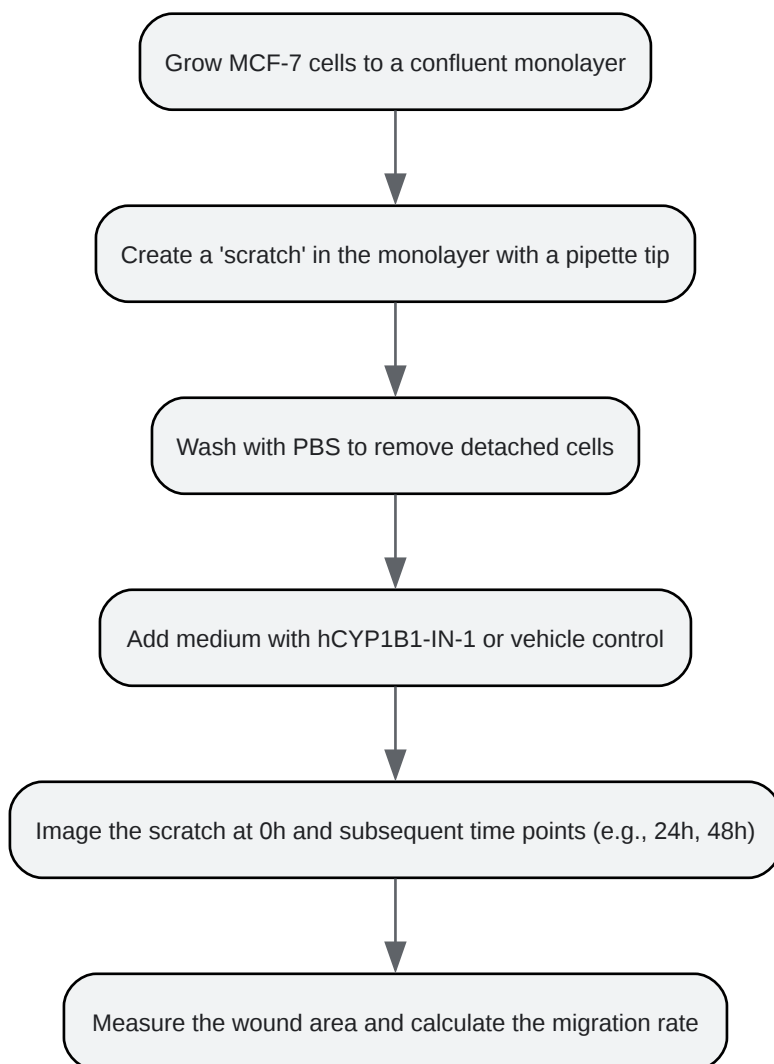 Grow MCF-7 cells to a confluent monolayer
Create a 'scratch' in the monolayer with a pipette tip
Wash with PBS to remove detached cells
Add medium with hCYP1B1-IN-1 or vehicle control
Image the scratch at 0h and subsequent time points (e.g., 24h, 48h)
Measure the wound area and calculate the migration rate